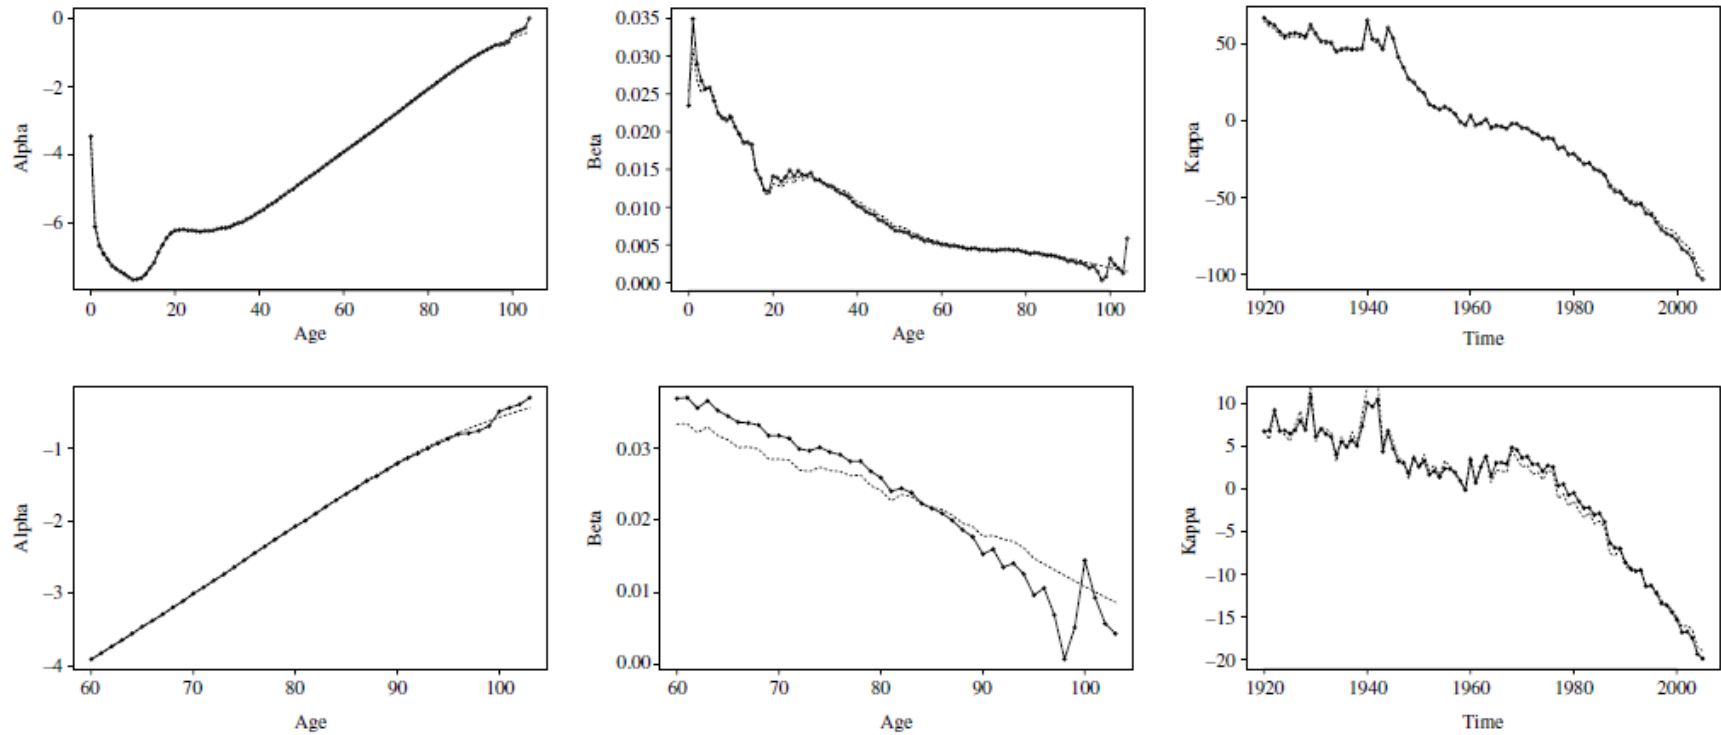 0
−2
−4
−6
Alpha
0 20 40 60 80 100
Age
0.035
0.030
0.025
0.020
0.015
0.010
0.005
0.000
Beta
0 20 40 60 80 100
Age
50
0
−50
−100
Kappa
1920 1940 1960 1980 2000
Time
−1
−2
−3
−4
Alpha
60 70 80 90 100
Age
0.03
0.02
0.01
0.00
Beta
60 70 80 90 100
Age
10
5
0
−5
−10
−15
−20
Kappa
1920 1940 1960 1980 2000
Time